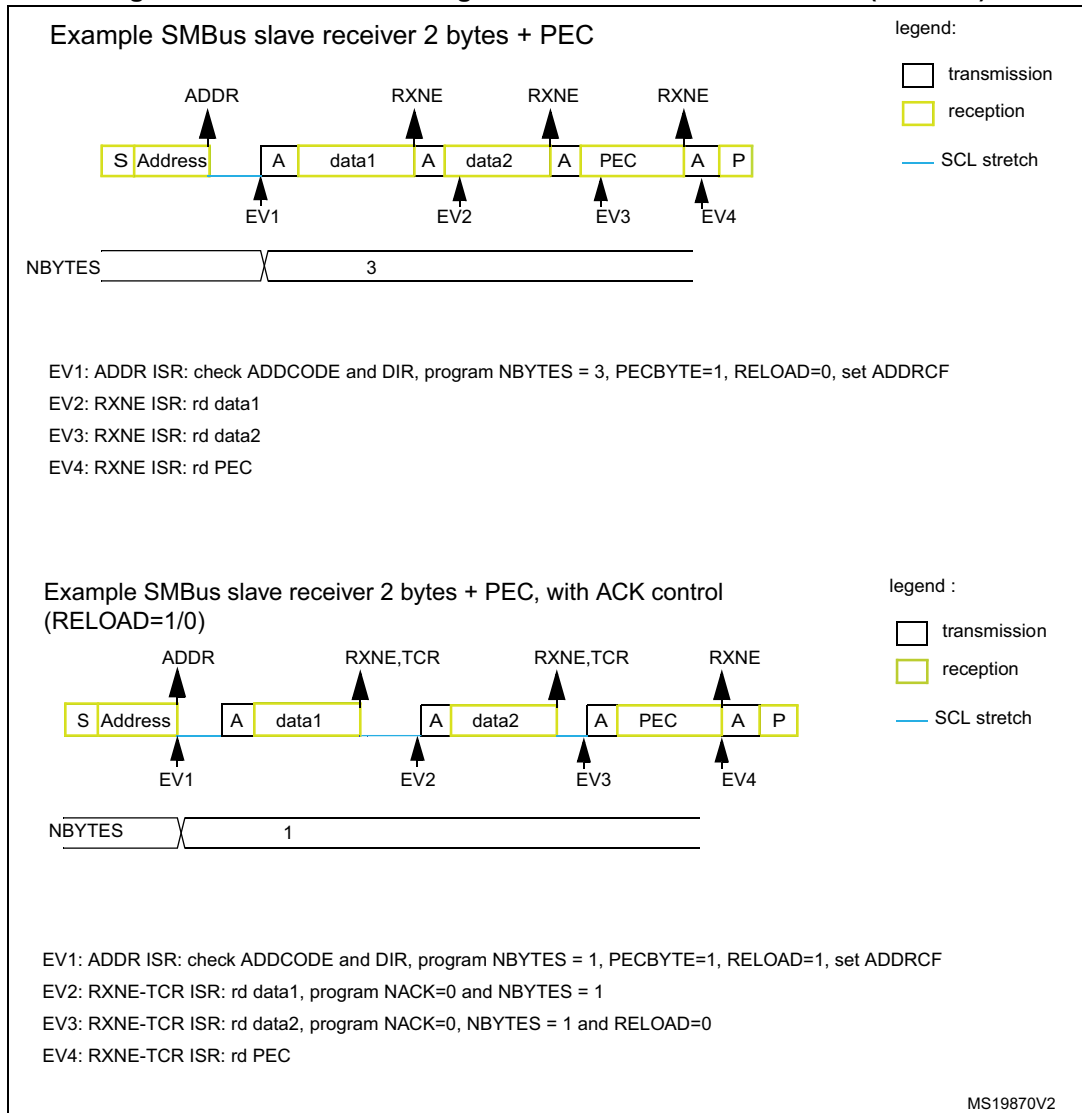 Example SMBus slave receiver 2 bytes + PEC
legend:
transmission
reception
SCL stretch
ADDR RXNE RXNE RXNE
S Address A data1 A data2 A PEC A P
EV1 EV2 EV3 EV4
NBYTES 3
EV1: ADDR ISR: check ADDCODE and DIR, program NBYTES = 3, PECBYTE=1, RELOAD=0, set ADDRCF
EV2: RXNE ISR: rd data1
EV3: RXNE ISR: rd data2
EV4: RXNE ISR: rd PEC
Example SMBus slave receiver 2 bytes + PEC, with ACK control
(RELOAD=1/0)
legend :
transmission
reception
SCL stretch
ADDR RXNE,TCR RXNE,TCR RXNE
S Address A data1 A data2 A PEC A P
EV1 EV2 EV3 EV4
NBYTES 1
EV1: ADDR ISR: check ADDCODE and DIR, program NBYTES = 1, PECBYTE=1, RELOAD=1, set ADDRCF
EV2: RXNE-TCR ISR: rd data1, program NACK=0 and NBYTES = 1
EV3: RXNE-TCR ISR: rd data2, program NACK=0, NBYTES = 1 and RELOAD=0
EV4: RXNE-TCR ISR: rd PEC
MS19870V2